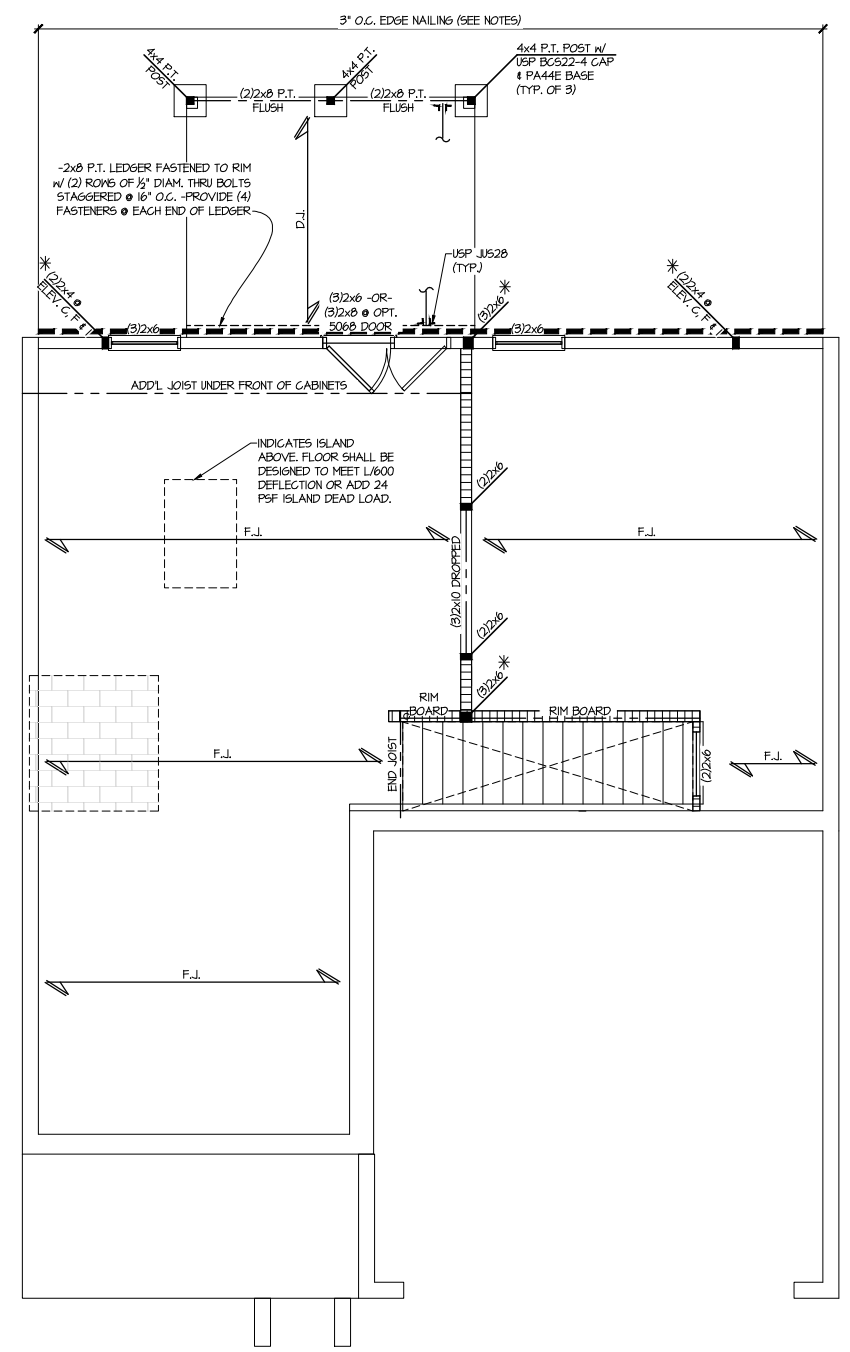 3" O.C. EDGE NAILING (SEE NOTES)
4x4 P.T.
POST
4x4 P.T.
POST
4x4 P.T. POST w/
USP BCS22-4 CAP
& PA44E BASE
(TYP. OF 3)
(2)2x8 P.T.
FLUSH
(2)2x8 P.T.
FLUSH
-2x8 P.T. LEDGER FASTENED TO RIM
w/ (2) ROWS OF ½" DIAM. THRU BOLTS
STAGGERED @ 16" O.C. -PROVIDE (4)
FASTENERS @ EACH END OF LEDGER
D.J.
USP JUS28
(TYP.)
* (2)2x4 @
ELEV. C, F &
(3)2x6 -OR-
(3)2x8 @ OPT.
5068 DOOR
* (3)2x6
* (2)2x4 @
ELEV. C, F &
(3)2x6
(3)2x6
ADD'L JOIST UNDER FRONT OF CABINETS
INDICATES ISLAND
ABOVE. FLOOR SHALL BE
DESIGNED TO MEET L/600
DEFLECTION OR ADD 24
PSF ISLAND DEAD LOAD.
(2)2x6
F.J.
F.J.
(3)2x10 DROPPED
(2)2x6
(3)2x6 *
RIM
BOARD
RIM BOARD
F.J.
END JOIST
(2)2x6
F.J.
F.J.